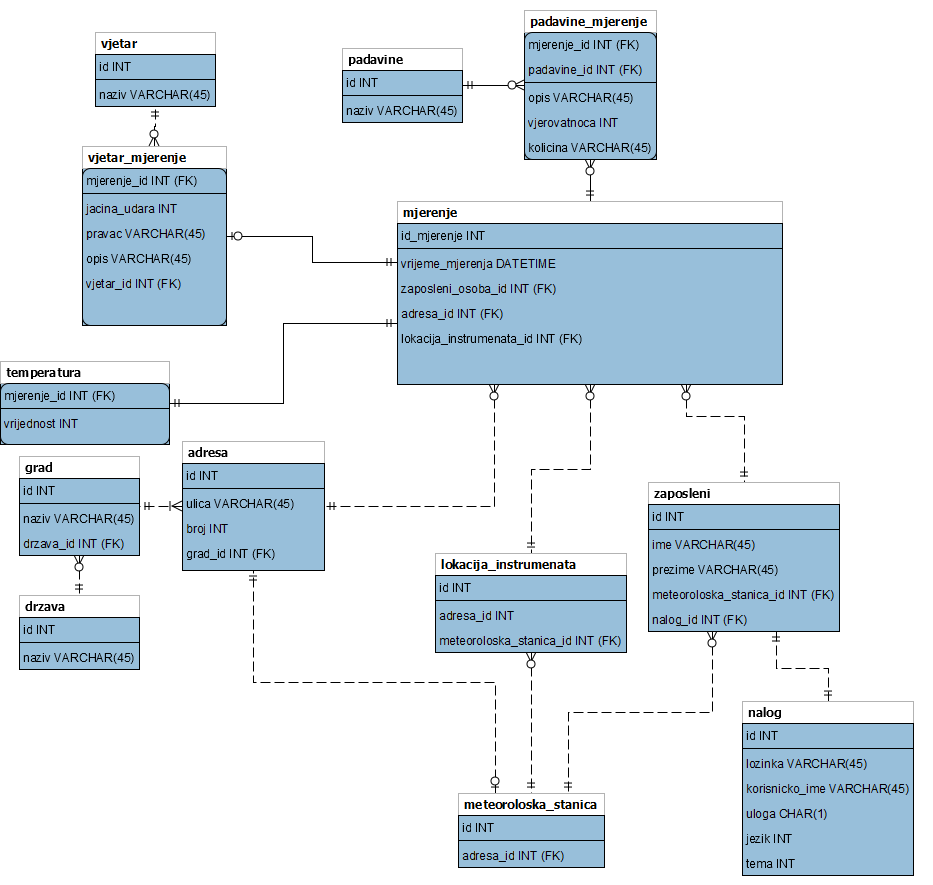 vjetar
id INT
naziv VARCHAR(45)
padavine
id INT
naziv VARCHAR(45)
padavine_mjerenje
mjerenje_id INT (FK)
padavine_id INT (FK)
opis VARCHAR(45)
vjerovatnoca INT
kolicina VARCHAR(45)
vjetar_mjerenje
mjerenje_id INT (FK)
jacina_udara INT
pravac VARCHAR(45)
opis VARCHAR(45)
vjetar_id INT (FK)
mjerenje
id_mjerenje INT
vrijeme_mjerenja DATETIME
zaposleni_osoba_id INT (FK)
adresa_id INT (FK)
lokacija_instrumenata_id INT (FK)
temperatura
mjerenje_id INT (FK)
vrijednost INT
grad
id INT
naziv VARCHAR(45)
drzava_id INT (FK)
adresa
id INT
ulica VARCHAR(45)
broj INT
grad_id INT (FK)
drzava
id INT
naziv VARCHAR(45)
lokacija_instrumenata
id INT
adresa_id INT
meteoroloska_stanica_id INT (FK)
zaposleni
id INT
ime VARCHAR(45)
prezime VARCHAR(45)
meteoroloska_stanica_id INT (FK)
nalog_id INT (FK)
nalog
id INT
lozinka VARCHAR(45)
korisnicko_ime VARCHAR(45)
uloga CHAR(1)
jezik INT
tema INT
meteoroloska_stanica
id INT
adresa_id INT (FK)